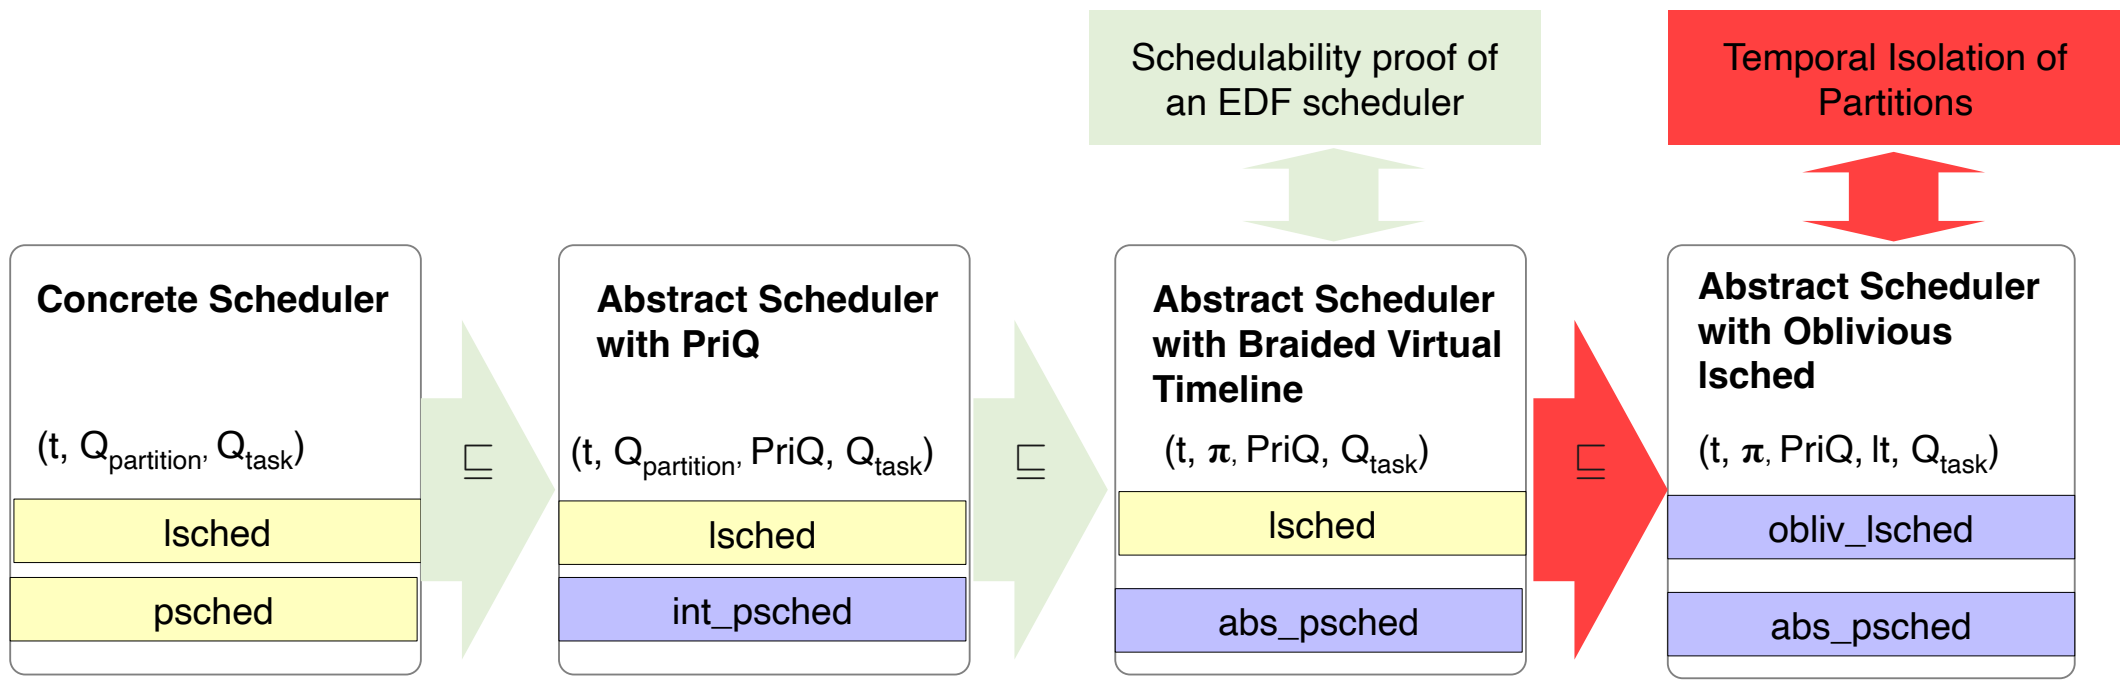 Schedulability proof of
an EDF scheduler
Temporal Isolation of
Partitions
Concrete Scheduler
(t, Qpartition, Qtask)
lsched
psched
⊑
Abstract Scheduler
with PriQ
(t, Qpartition, PriQ, Qtask)
lsched
int_psched
⊑
Abstract Scheduler
with Braided Virtual
Timeline
(t, π, PriQ, Qtask)
lsched
abs_psched
⊑
Abstract Scheduler
with Oblivious
lsched
(t, π, PriQ, lt, Qtask)
obliv_lsched
abs_psched